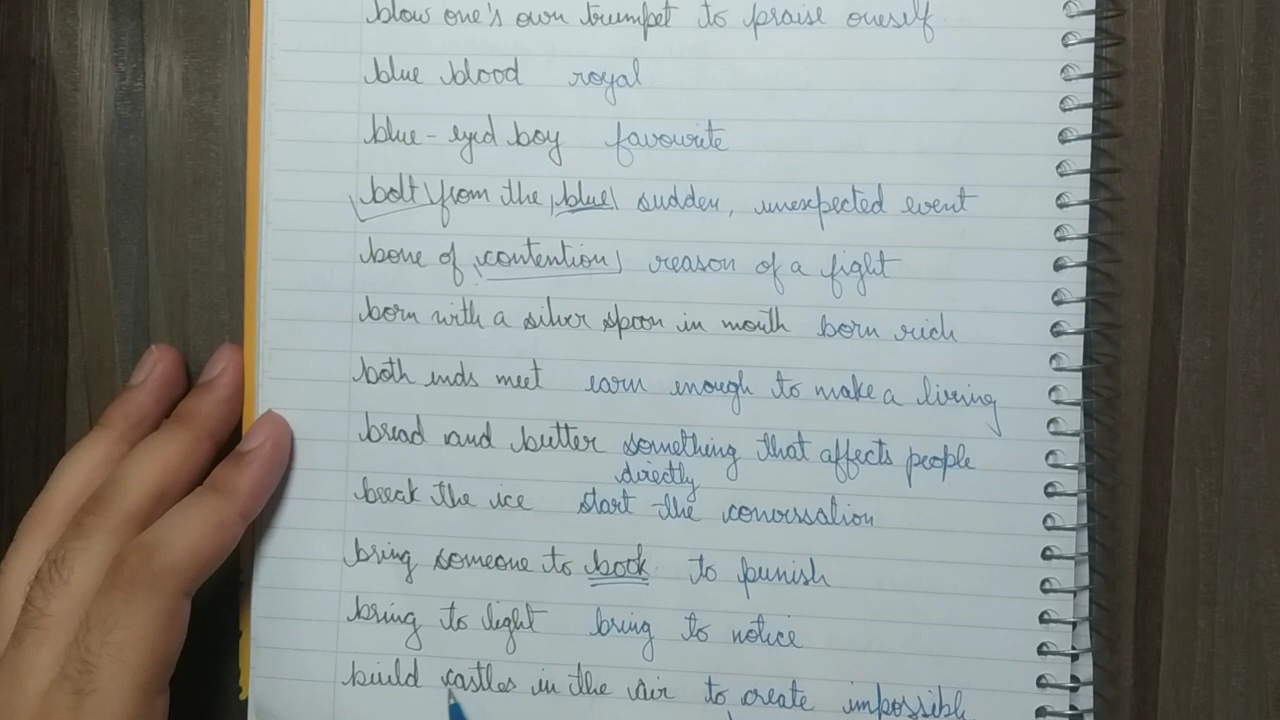 blow one's own trumpet to praise oneself
blue blood royal
blue-eyed boy favourite
bolt from the blue sudden, unexpected event
bone of contention reason of a fight
born with a silver spoon in mouth born rich
both ends meet earn enough to make a living
bread and butter something that affects people
directly
break the ice start the conversation
bring someone to book to punish
bring to light bring to notice
build castles in the air to create impossible